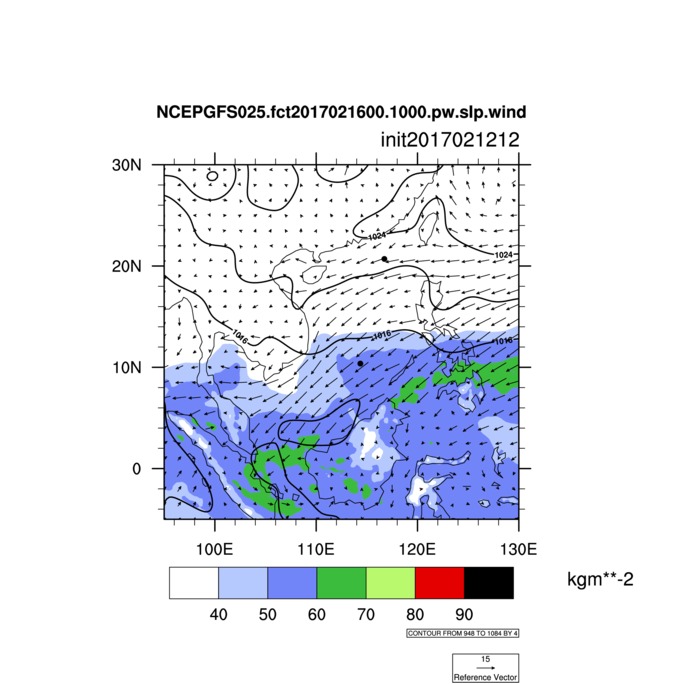 NCEPGFS025.fct2017021600.1000.pw.slp.wind
init2017021212
30N
1024
1024
20N
1016
1016
1016
10N
0
100E 110E 120E 130E
kgm**-2
40 50 60 70 80 90
CONTOUR FROM 948 TO 1084 BY 4
15
Reference Vector